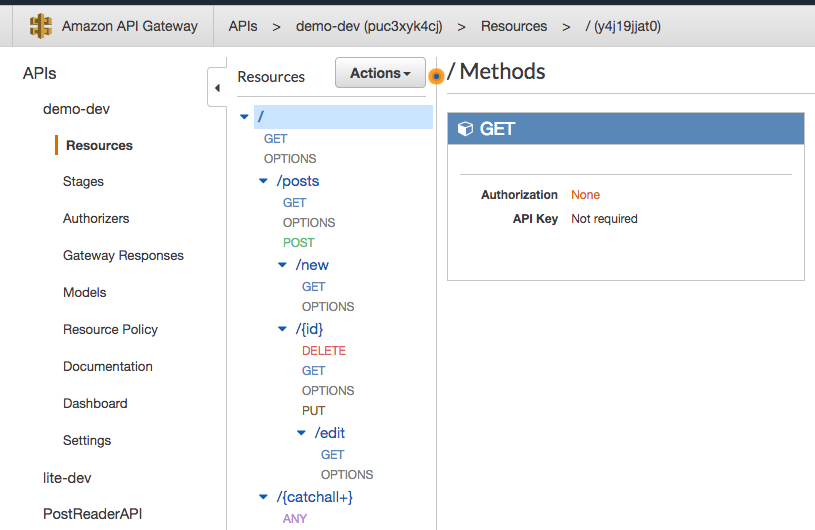 Amazon API Gateway
APIs > demo-dev (puc3xyk4cj) > Resources > / (y4j19jjat0)
APIs
demo-dev
Resources
Stages
Authorizers
Gateway Responses
Models
Resource Policy
Documentation
Dashboard
Settings
lite-dev
PostReaderAPI
Resources
Actions
/
GET
OPTIONS
/posts
GET
OPTIONS
POST
/new
GET
OPTIONS
/{id}
DELETE
GET
OPTIONS
PUT
/edit
GET
OPTIONS
/{catchall+}
ANY
/ Methods
GET
Authorization None
API Key Not required